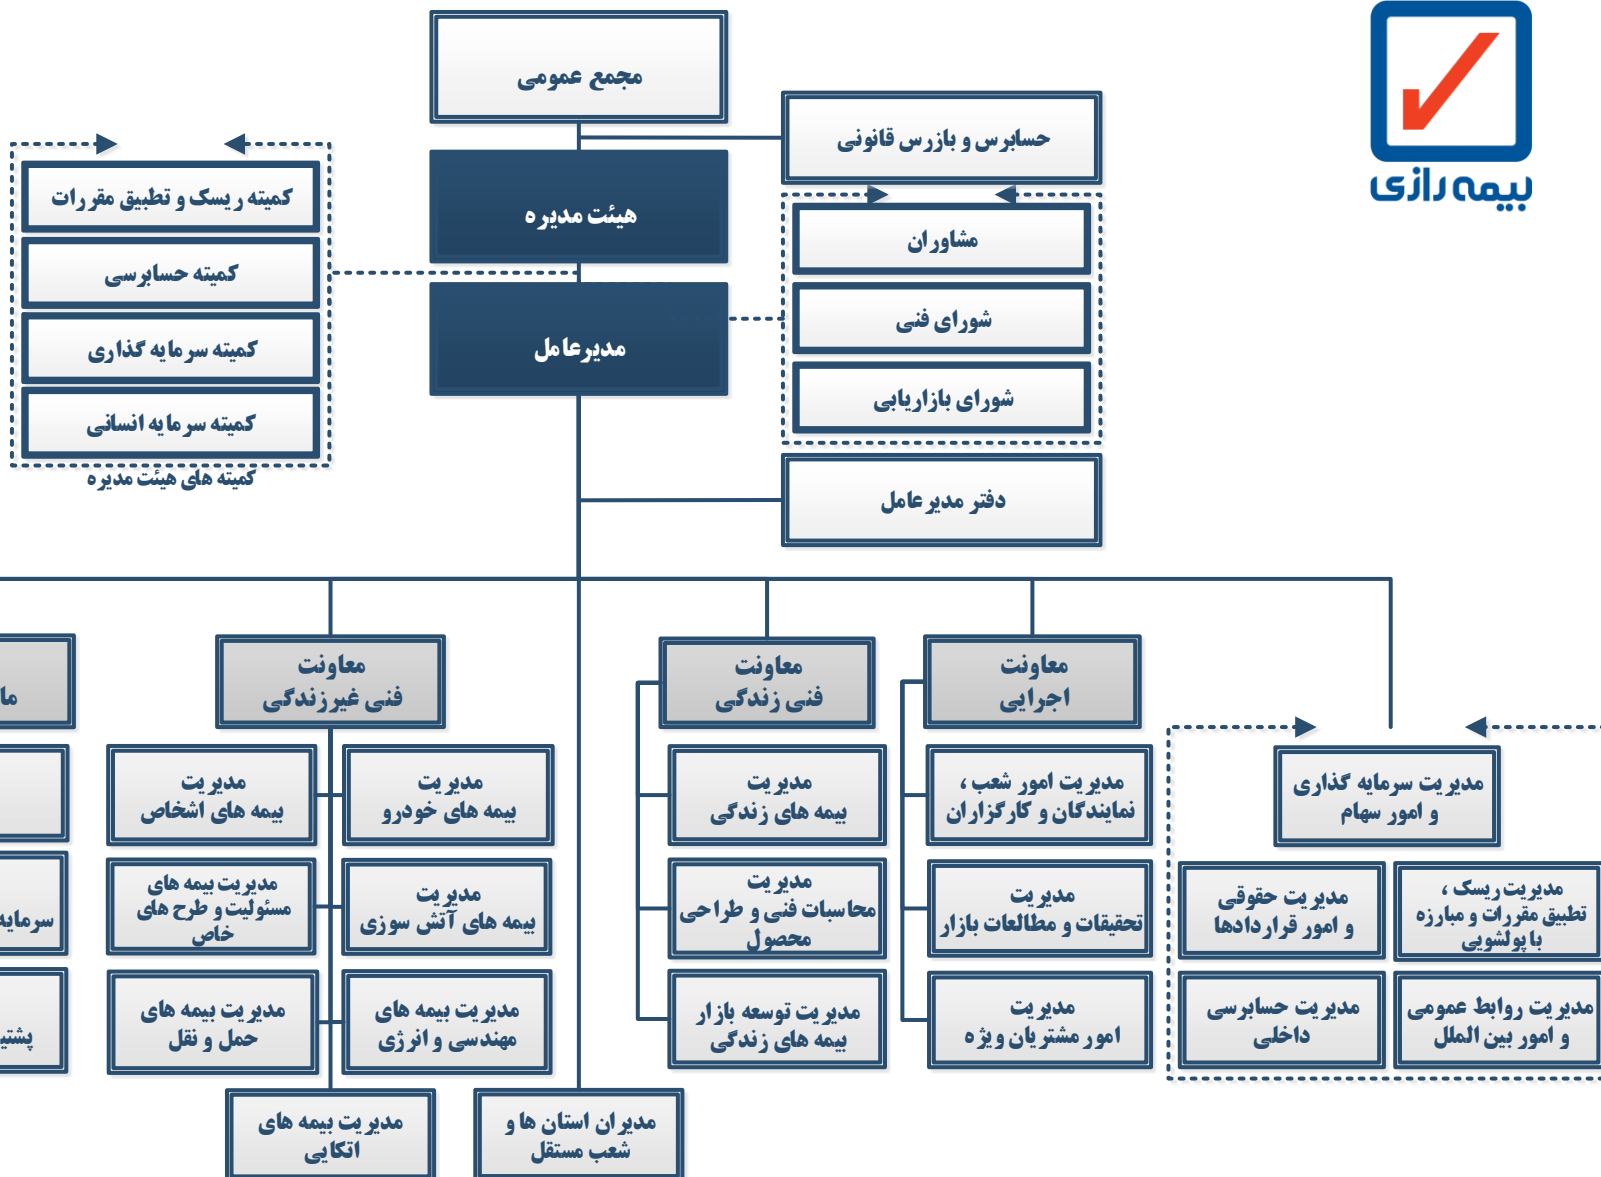 مجمع عمومی
بیمه رازی
حسابرس و بازرس قانونی
هیئت مدیره
کمیته ریسک و تطبیق مقررات
کمیته حسابرسی
کمیته سرمایه گذاری
کمیته سرمایه انسانی
کمیته های هیئت مدیره
مشاوران
شورای فنی
شورای بازاریابی
مدیرعامل
دفتر مدیرعامل
معاونت
اجرایی
معاونت
فنی زندگی
معاونت
فنی غیرزندگی
مدیریت سرمایه گذاری
و امور سهام
مدیریت ریسک ،
تطبیق مقررات و مبارزه
با پولشویی
مدیریت حقوقی
و امور قراردادها
مدیریت روابط عمومی
و امور بین الملل
مدیریت حسابرسی
داخلی
مدیریت امور شعب ،
نمایندگان و کارگزاران
مدیریت
تحقیقات و مطالعات بازار
مدیریت
امور مشتریان ویژه
مدیریت
بیمه های زندگی
مدیریت
محاسبات فنی و طراحی
محصول
مدیریت توسعه بازار
بیمه های زندگی
مدیریت
بیمه های خودرو
مدیریت
بیمه های اشخاص
مدیریت
بیمه های آتش سوزی
مدیریت بیمه های
مسئولیت و طرح های
خاص
مدیریت بیمه های
مهندسی و انرژی
مدیریت بیمه های
حمل و نقل
مدیریت بیمه های
اتکایی
مدیران استان ها و
شعب مستقل
سرمایه